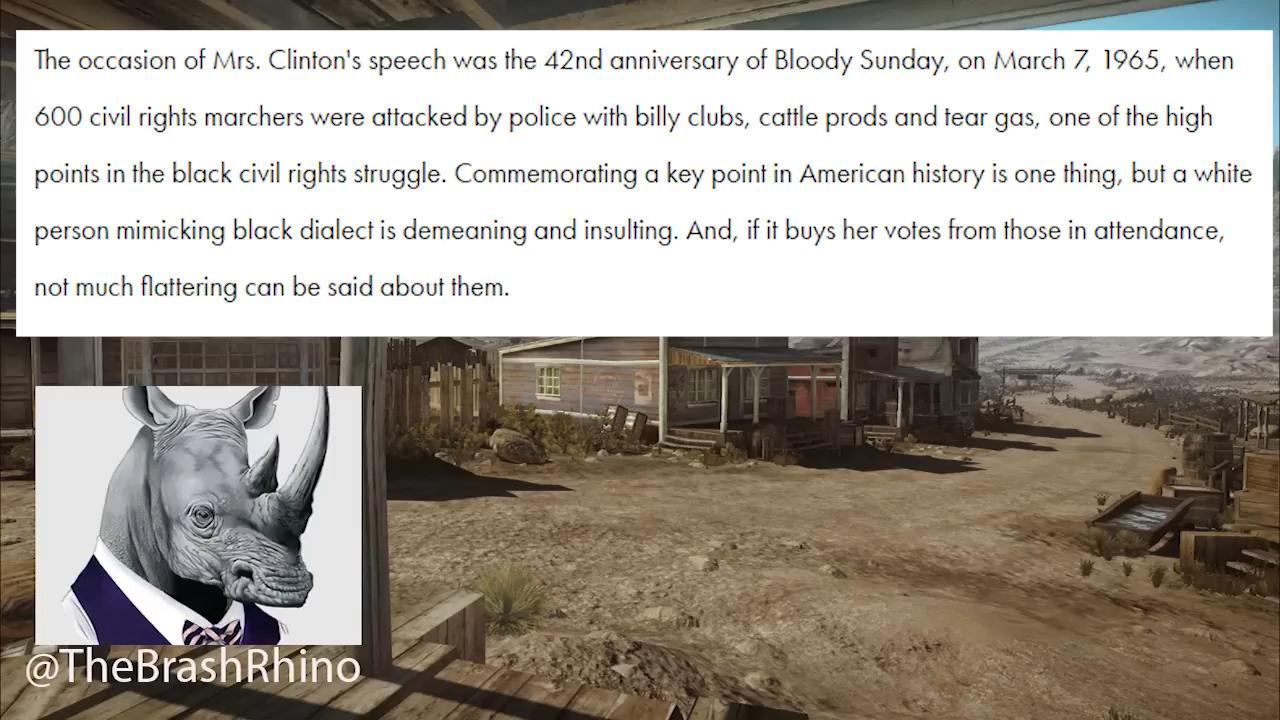 The occasion of Mrs. Clinton's speech was the 42nd anniversary of Bloody Sunday, on March 7, 1965, when
600 civil rights marchers were attacked by police with billy clubs, cattle prods and tear gas, one of the high
points in the black civil rights struggle. Commemorating a key point in American history is one thing, but a white
person mimicking black dialect is demeaning and insulting. And, if it buys her votes from those in attendance,
not much flattering can be said about them.
@TheBrashRhino